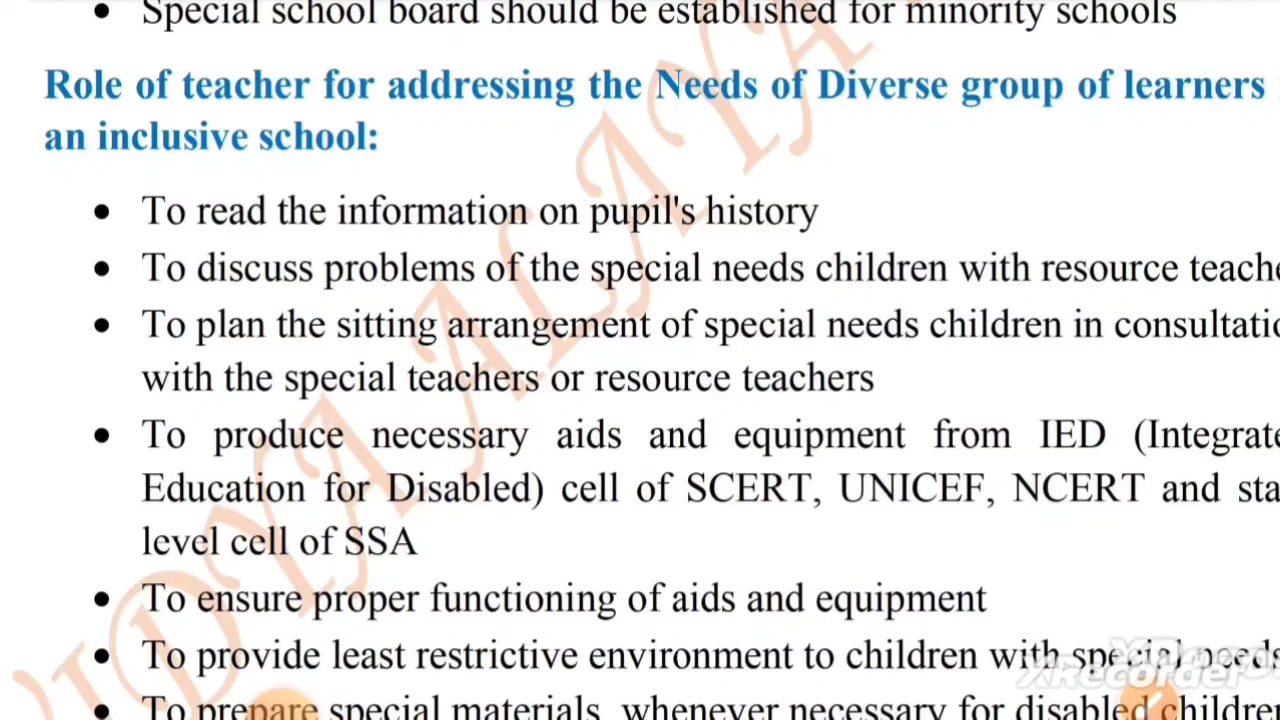 • Special school board should be established for minority schools
Role of teacher for addressing the Needs of Diverse group of learners
an inclusive school:
• To read the information on pupil's history
• To discuss problems of the special needs children with resource teache
• To plan the sitting arrangement of special needs children in consultatio
with the special teachers or resource teachers
• To produce necessary aids and equipment from IED (Integrate
Education for Disabled) cell of SCERT, UNICEF, NCERT and sta
level cell of SSA
• To ensure proper functioning of aids and equipment
• To provide least restrictive environment to children with special needs
• To prepare special materials, whenever necessary for disabled children
VIDYA ALAYA
XRecorder